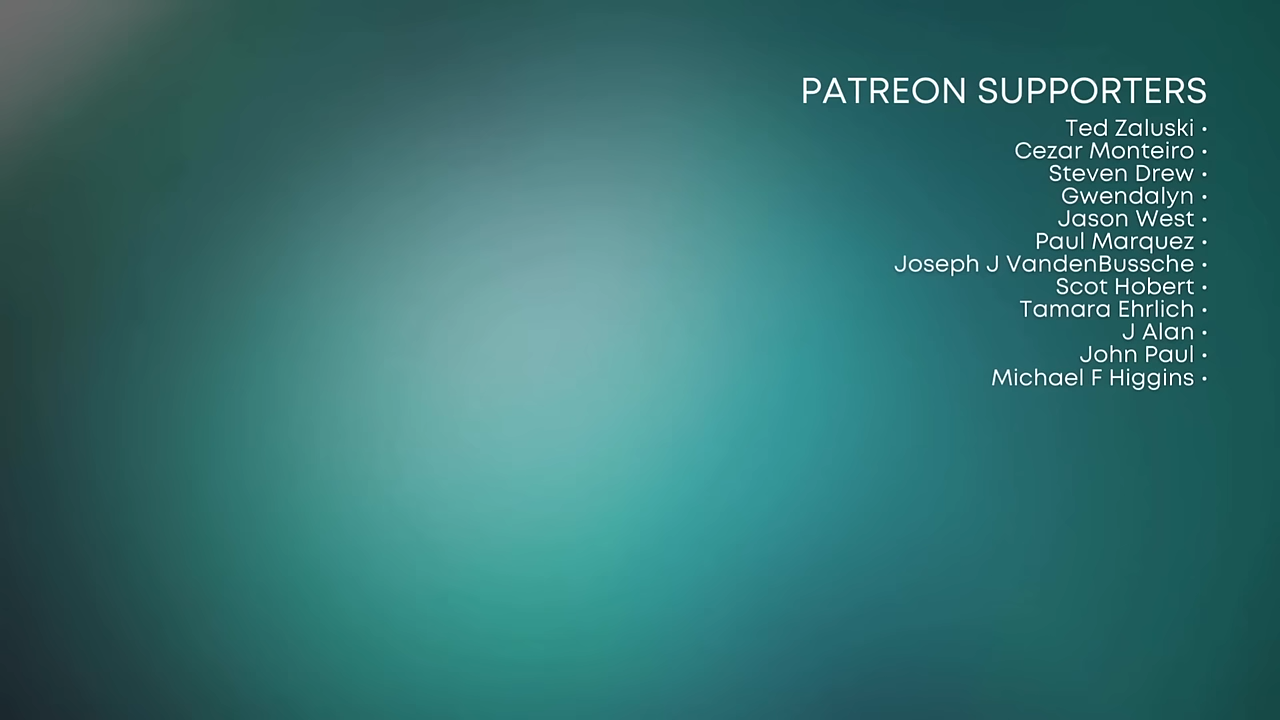 PATREON SUPPORTERS
Ted Zaluski •
Cezar Monteiro •
Steven Drew •
Gwendalyn •
Jason West •
Paul Marquez •
Joseph J VandenBussche •
Scot Hobert •
Tamara Ehrlich •
J Alan •
John Paul •
Michael F Higgins •